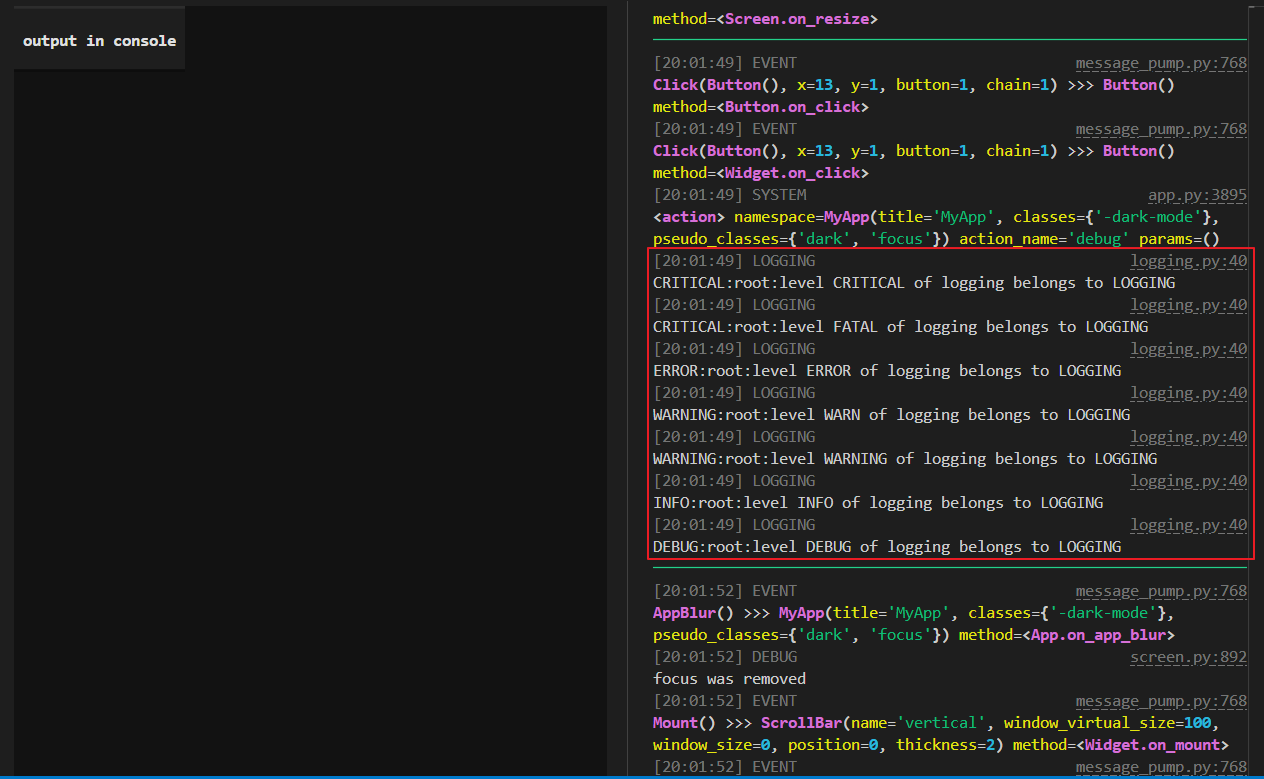 output in console
method=<Screen.on_resize>
[20:01:49] EVENT message_pump.py:768
Click(Button(), x=13, y=1, button=1, chain=1) >>> Button()
method=<Button.on_click>
[20:01:49] EVENT message_pump.py:768
Click(Button(), x=13, y=1, button=1, chain=1) >>> Button()
method=<Widget.on_click>
[20:01:49] SYSTEM app.py:3895
<action> namespace=MyApp(title='MyApp', classes={'-dark-mode'},
pseudo_classes={'dark', 'focus'}) action_name='debug' params=()
[20:01:49] LOGGING logging.py:40
CRITICAL:root:level CRITICAL of logging belongs to LOGGING
[20:01:49] LOGGING logging.py:40
CRITICAL:root:level FATAL of logging belongs to LOGGING
[20:01:49] LOGGING logging.py:40
ERROR:root:level ERROR of logging belongs to LOGGING
[20:01:49] LOGGING logging.py:40
WARNING:root:level WARN of logging belongs to LOGGING
[20:01:49] LOGGING logging.py:40
WARNING:root:level WARNING of logging belongs to LOGGING
[20:01:49] LOGGING logging.py:40
INFO:root:level INFO of logging belongs to LOGGING
[20:01:49] LOGGING logging.py:40
DEBUG:root:level DEBUG of logging belongs to LOGGING
[20:01:52] EVENT message_pump.py:768
AppBlur() >>> MyApp(title='MyApp', classes={'-dark-mode'},
pseudo_classes={'dark', 'focus'}) method=<App.on_app_blur>
[20:01:52] DEBUG screen.py:892
focus was removed
[20:01:52] EVENT message_pump.py:768
Mount() >>> ScrollBar(name='vertical', window_virtual_size=100,
window_size=0, position=0, thickness=2) method=<Widget.on_mount>
[20:01:52] EVENT message_pump.py:768